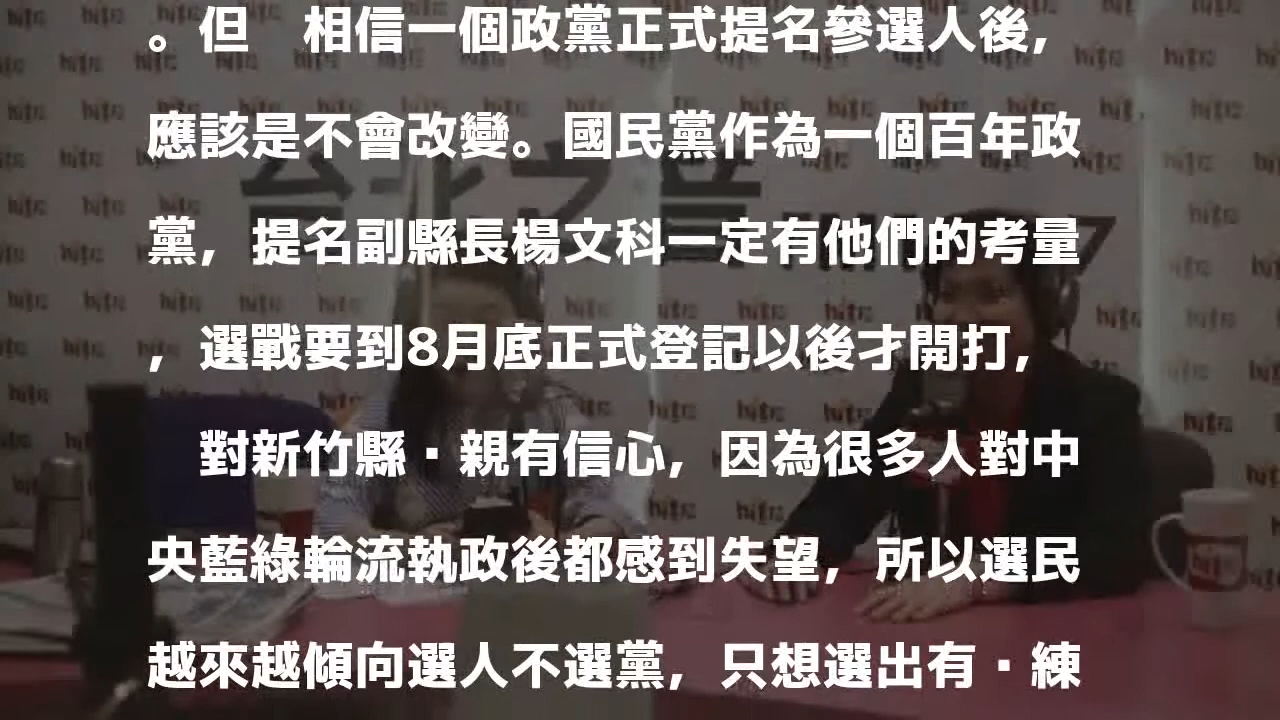 。但　相信一個政黨正式提名參選人後,
應該是不會改變。國民黨作為一個百年政
黨, 提名副縣長楊文科一定有他們的考量
, 選戰要到8月底正式登記以後才開打,
對新竹縣·親有信心, 因為很多人對中
央藍綠輪流執政後都感到失望, 所以選民
越來越傾向選人不選黨, 只想選出有·練
台北之音
hito